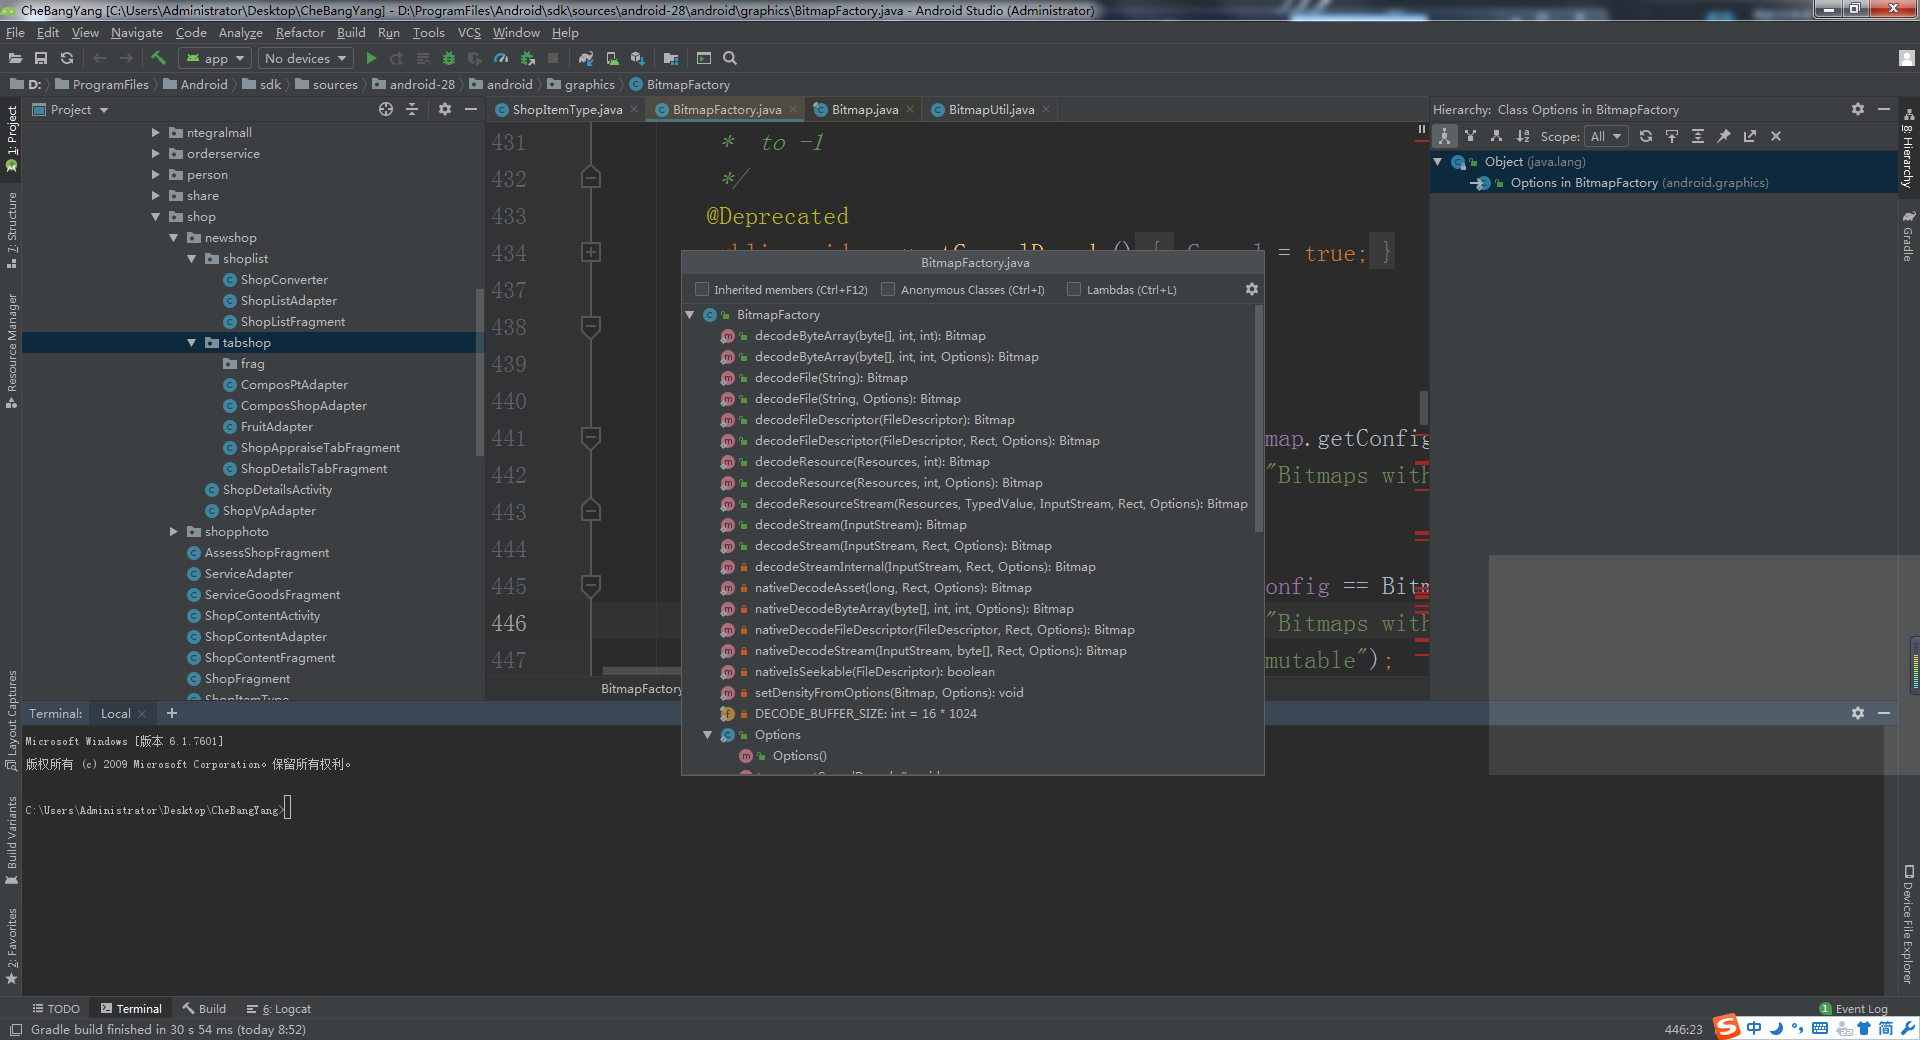 CheBangYang [C:\Users\Administrator\Desktop\CheBangYang] - D:\ProgramFiles\Android\sdk\sources\android-28\android\graphics\BitmapFactory.java - Android Studio (Administrator)
File Edit View Navigate Code Analyze Refactor Build Run Tools VCS Window Help
app No devices
D: ProgramFiles Android sdk sources android-28 android graphics BitmapFactory
1: Project
7: Structure
Resource Manager
Layout Captures
Build Variants
2: Favorites
Project
ntegralmall
orderservice
person
share
shop
newshop
shoplist
ShopConverter
ShopListAdapter
ShopListFragment
tabshop
frag
ComposPtAdapter
ComposShopAdapter
FruitAdapter
ShopAppraiseTabFragment
ShopDetailsTabFragment
ShopDetailsActivity
ShopVpAdapter
shopphoto
AssessShopFragment
ServiceAdapter
ServiceGoodsFragment
ShopContentActivity
ShopContentAdapter
ShopContentFragment
ShopFragment
ShopItemType
ShopItemType.java BitmapFactory.java Bitmap.java BitmapUtil.java
431 * to -1
432 */
433 @Deprecated
434 = true; }
437
438
439
440
441 map.getConfig
442 "Bitmaps with
443
444
445 onfig == Bitm
446 "Bitmaps with
447 mutable");
BitmapFactory
BitmapFactory.java
Inherited members (Ctrl+F12) Anonymous Classes (Ctrl+I) Lambdas (Ctrl+L)
BitmapFactory
decodeByteArray(byte[], int, int): Bitmap
decodeByteArray(byte[], int, int, Options): Bitmap
decodeFile(String): Bitmap
decodeFile(String, Options): Bitmap
decodeFileDescriptor(FileDescriptor): Bitmap
decodeFileDescriptor(FileDescriptor, Rect, Options): Bitmap
decodeResource(Resources, int): Bitmap
decodeResource(Resources, int, Options): Bitmap
decodeResourceStream(Resources, TypedValue, InputStream, Rect, Options): Bitmap
decodeStream(InputStream): Bitmap
decodeStream(InputStream, Rect, Options): Bitmap
decodeStreamInternal(InputStream, Rect, Options): Bitmap
nativeDecodeAsset(long, Rect, Options): Bitmap
nativeDecodeByteArray(byte[], int, int, Options): Bitmap
nativeDecodeFileDescriptor(FileDescriptor, Rect, Options): Bitmap
nativeDecodeStream(InputStream, byte[], Rect, Options): Bitmap
nativeIsSeekable(FileDescriptor): boolean
setDensityFromOptions(Bitmap, Options): void
DECODE_BUFFER_SIZE: int = 16 * 1024
Options
Options()
Hierarchy: Class Options in BitmapFactory
Scope: All
Object (java.lang)
Options in BitmapFactory (android.graphics)
8: Hierarchy
Gradle
Device File Explorer
Terminal: Local +
Microsoft Windows [版本 6.1.7601]
版权所有 (c) 2009 Microsoft Corporation。保留所有权利。
C:\Users\Administrator\Desktop\CheBangYang>
TODO Terminal Build 6: Logcat
1 Event Log
Gradle build finished in 30 s 54 ms (today 8:52)
446:23
S 中 简